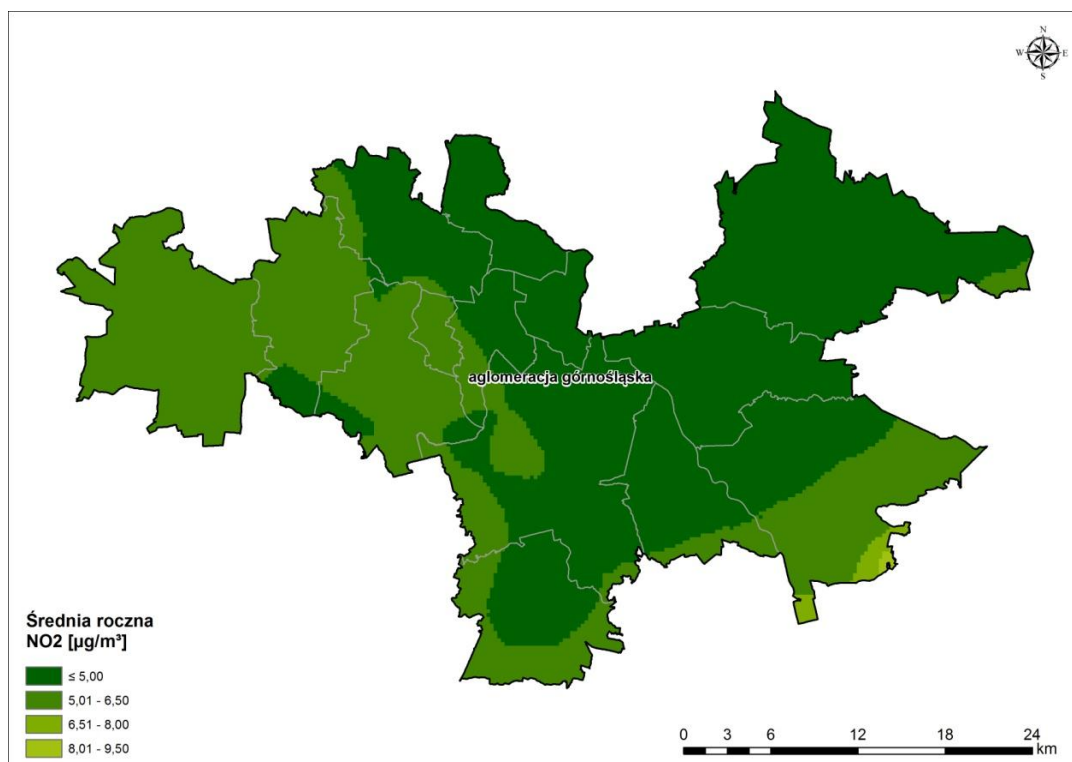 N
W E
S
aglomeracja górnośląska
Średnia roczna
NO2 [µg/m³]
≤ 5,00
5,01 - 6,50
6,51 - 8,00
8,01 - 9,50
0 3 6 12 18 24
km